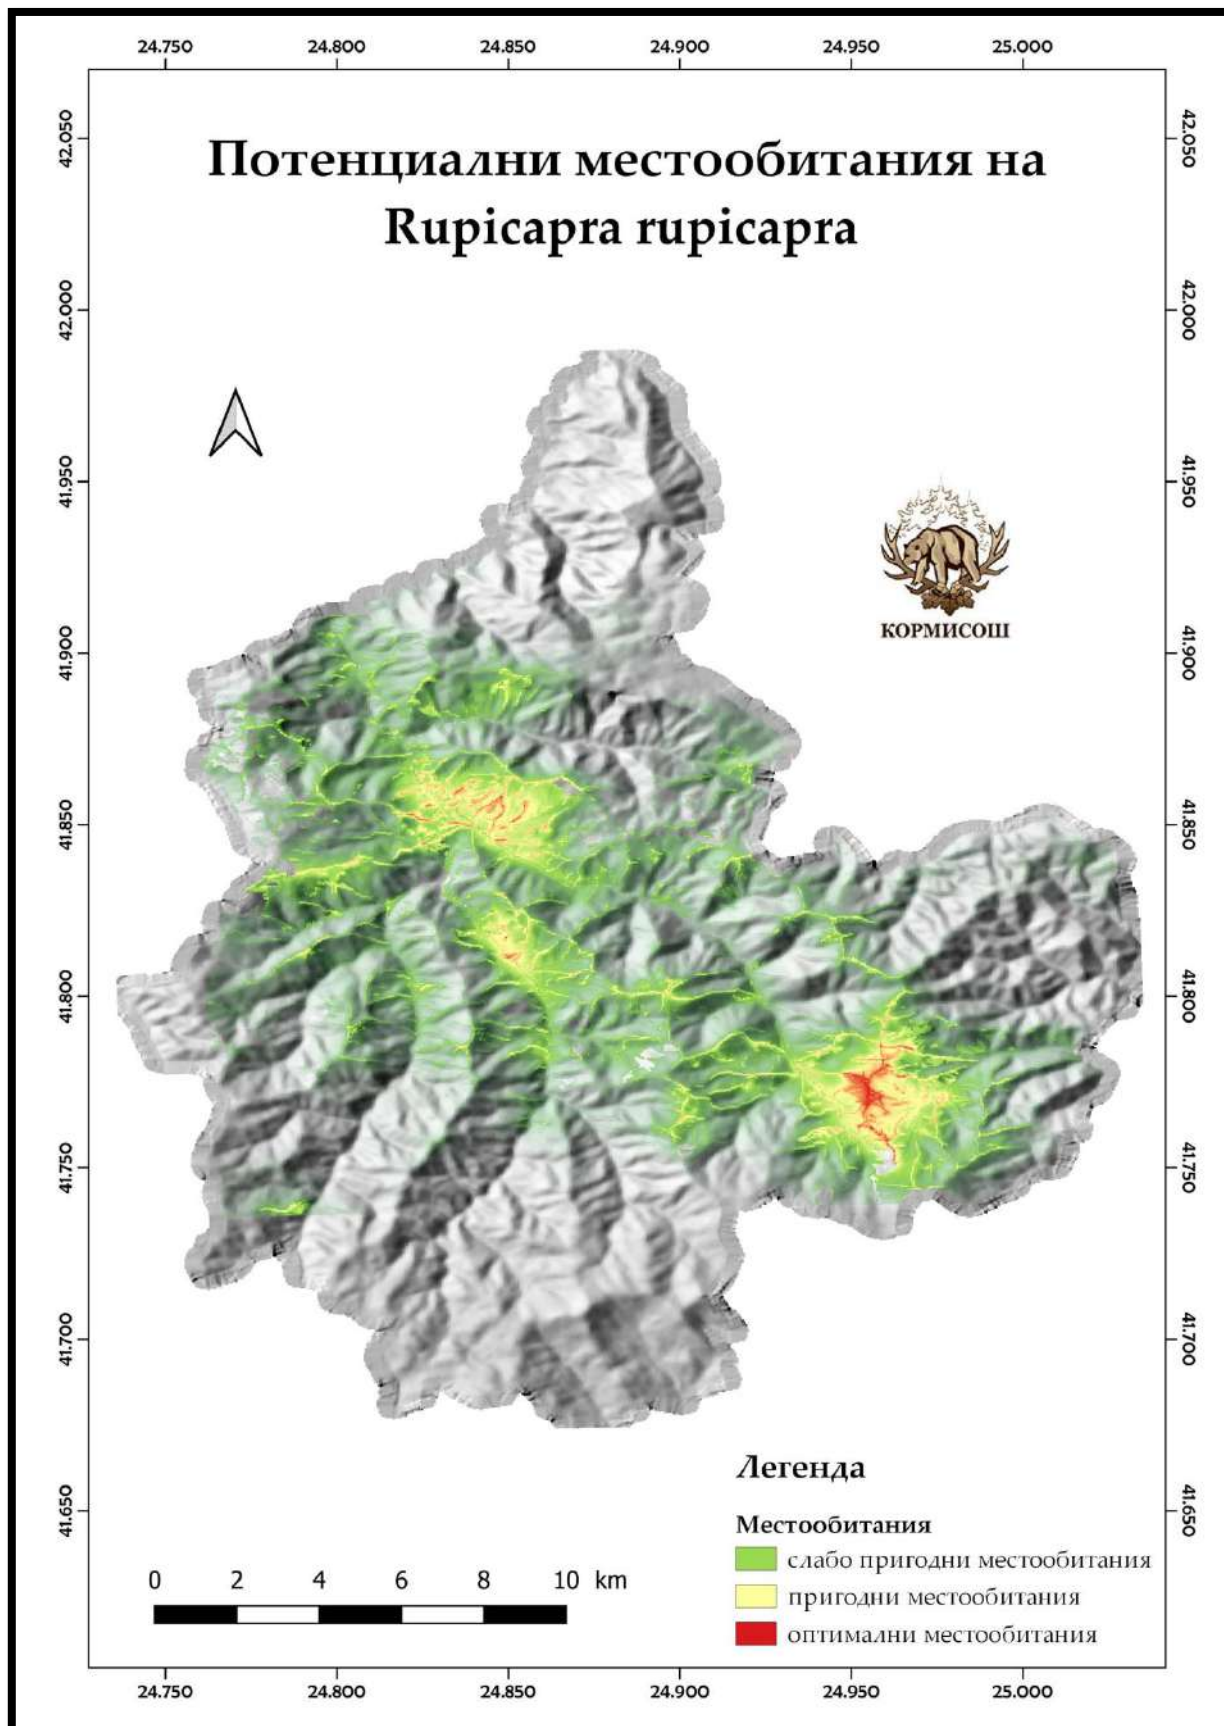 24.750 24.800 24.850 24.900 24.950 25.000
Потенциални местообитания на
Rupicapra rupicapra
42.050 42.050
42.000 42.000
41.950 41.950
КОРМИСОШ
41.900 41.900
41.850 41.850
41.800 41.800
41.750 41.750
41.700 41.700
41.650 41.650
Легенда
Местообитания
слабо пригодни местообитания
пригодни местообитания
оптимални местообитания
0 2 4 6 8 10 km
24.750 24.800 24.850 24.900 24.950 25.000